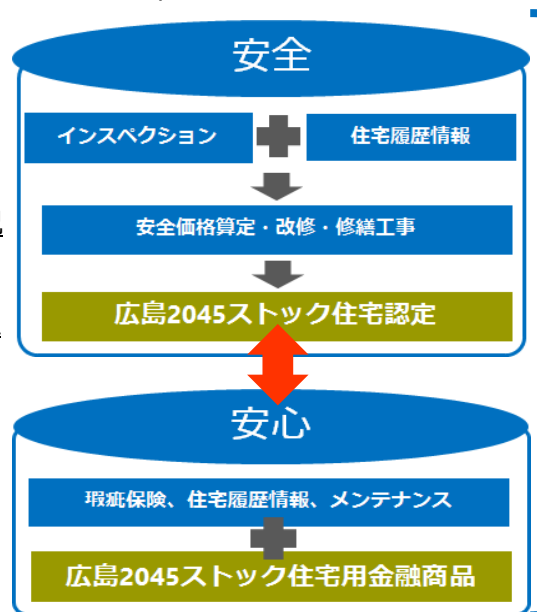 安全
インスペクション
住宅履歴情報
安全価格算定・改修・修繕工事
広島2045ストック住宅認定
安心
瑕疵保険、住宅履歴情報、メンテナンス
広島2045ストック住宅用金融商品